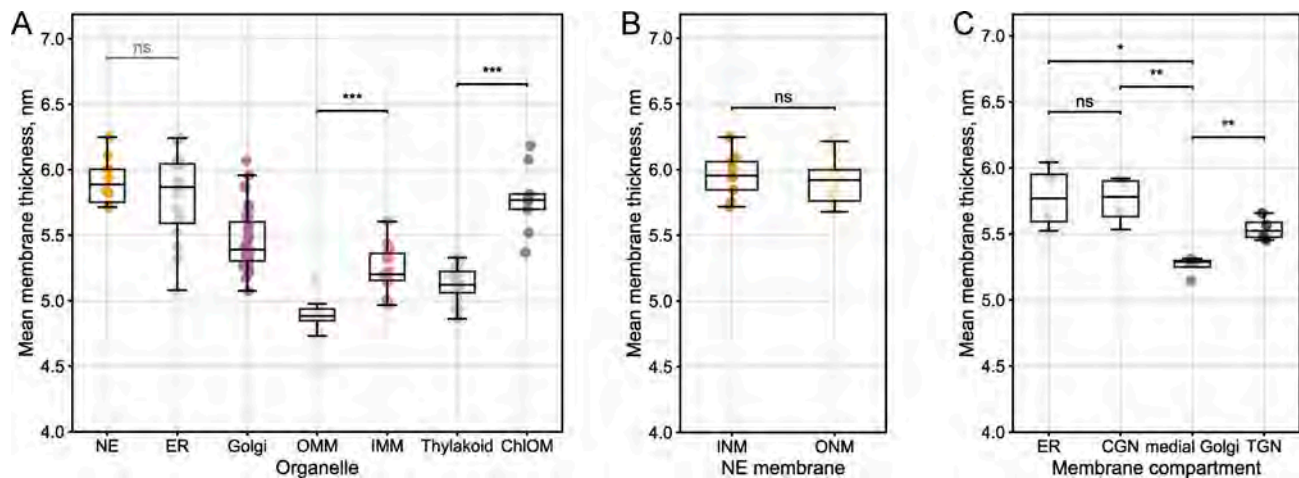 A
Mean membrane thickness, nm
7.0
6.5
6.0
5.5
5.0
4.5
4.0
ns
***
***
NE ER Golgi OMM IMM Thylakoid ChlOM
Organelle
B
Mean membrane thickness, nm
7.0
6.5
6.0
5.5
5.0
4.5
4.0
ns
INM ONM
NE membrane
C
Mean membrane thickness, nm
7.0
6.5
6.0
5.5
5.0
4.5
4.0
*
**
ns
**
ER CGN medial Golgi TGN
Membrane compartment